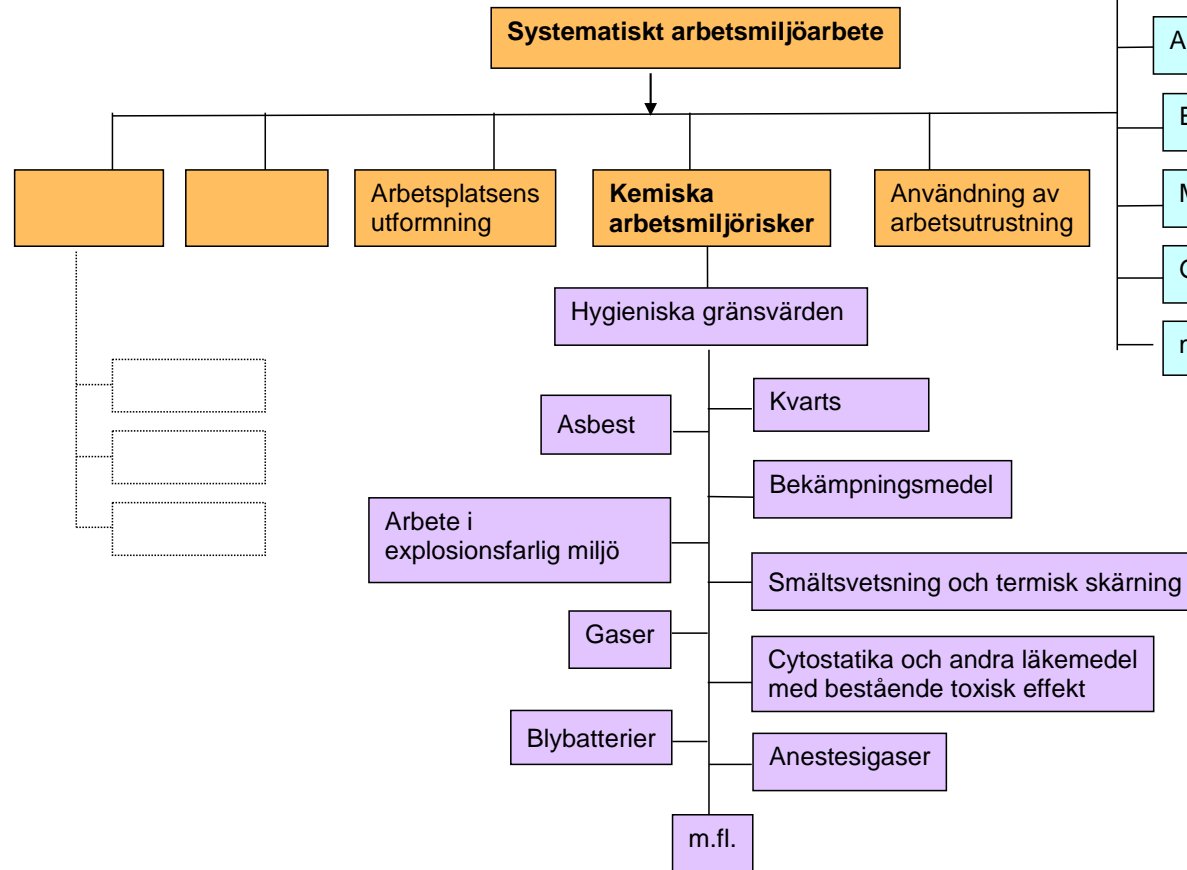 Systematiskt arbetsmiljöarbete
Arbetsplatsens
utformning
Kemiska
arbetsmiljörisker
Användning av
arbetsutrustning
Hygieniska gränsvärden
Kvarts
Asbest
Bekämpningsmedel
Arbete i
explosionsfarlig miljö
Smältsvetsning och termisk skärning
Gaser
Cytostatika och andra läkemedel
med bestående toxisk effekt
Blybatterier
Anestesigaser
m.fl.